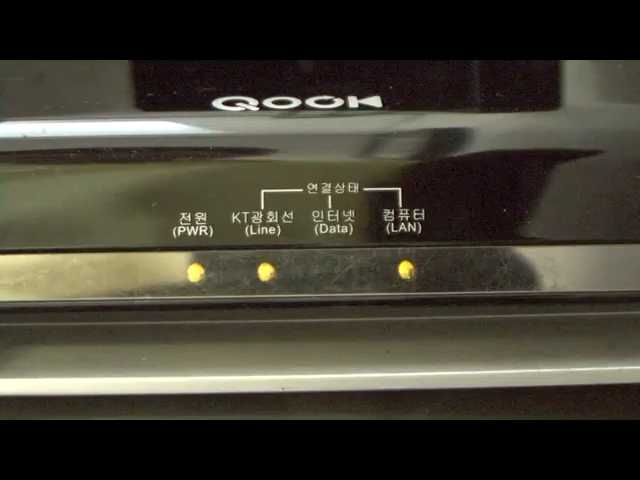 QOOK
연결상태
전원 KT광회선 인터넷 컴퓨터
(PWR) (Line) (Data) (LAN)